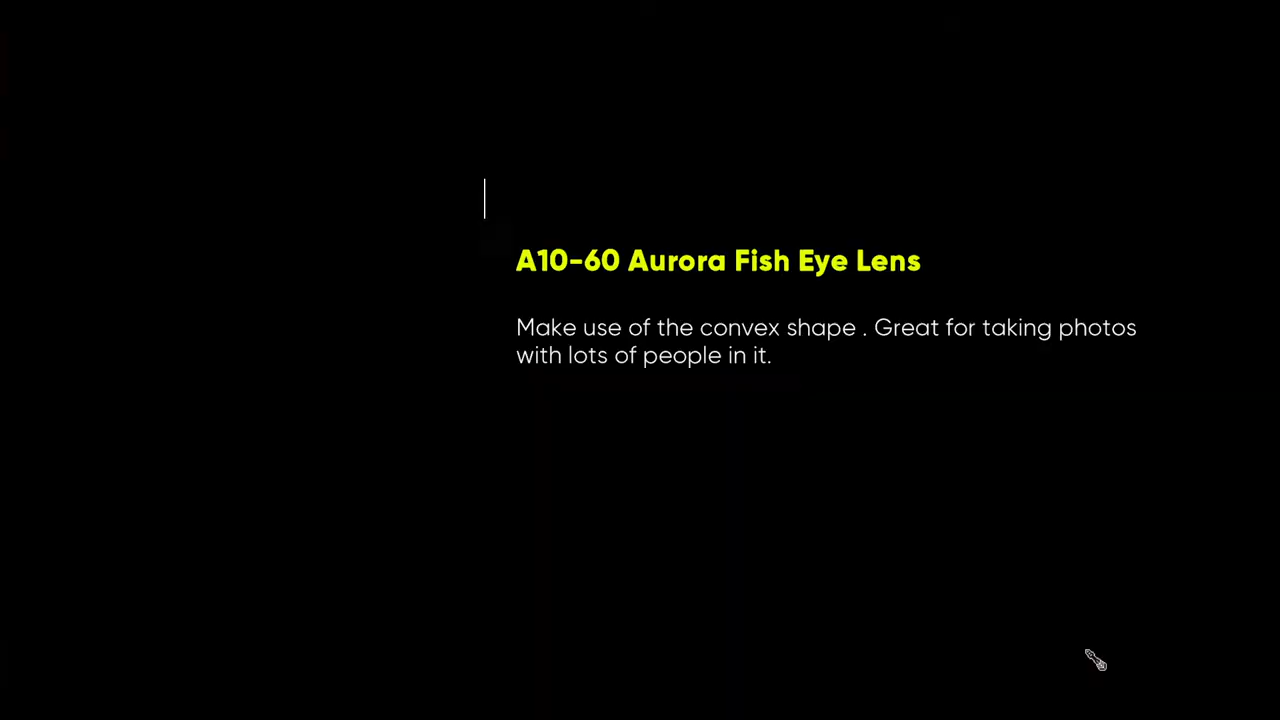 A10-60 Aurora Fish Eye Lens
Make use of the convex shape . Great for taking photos
with lots of people in it.